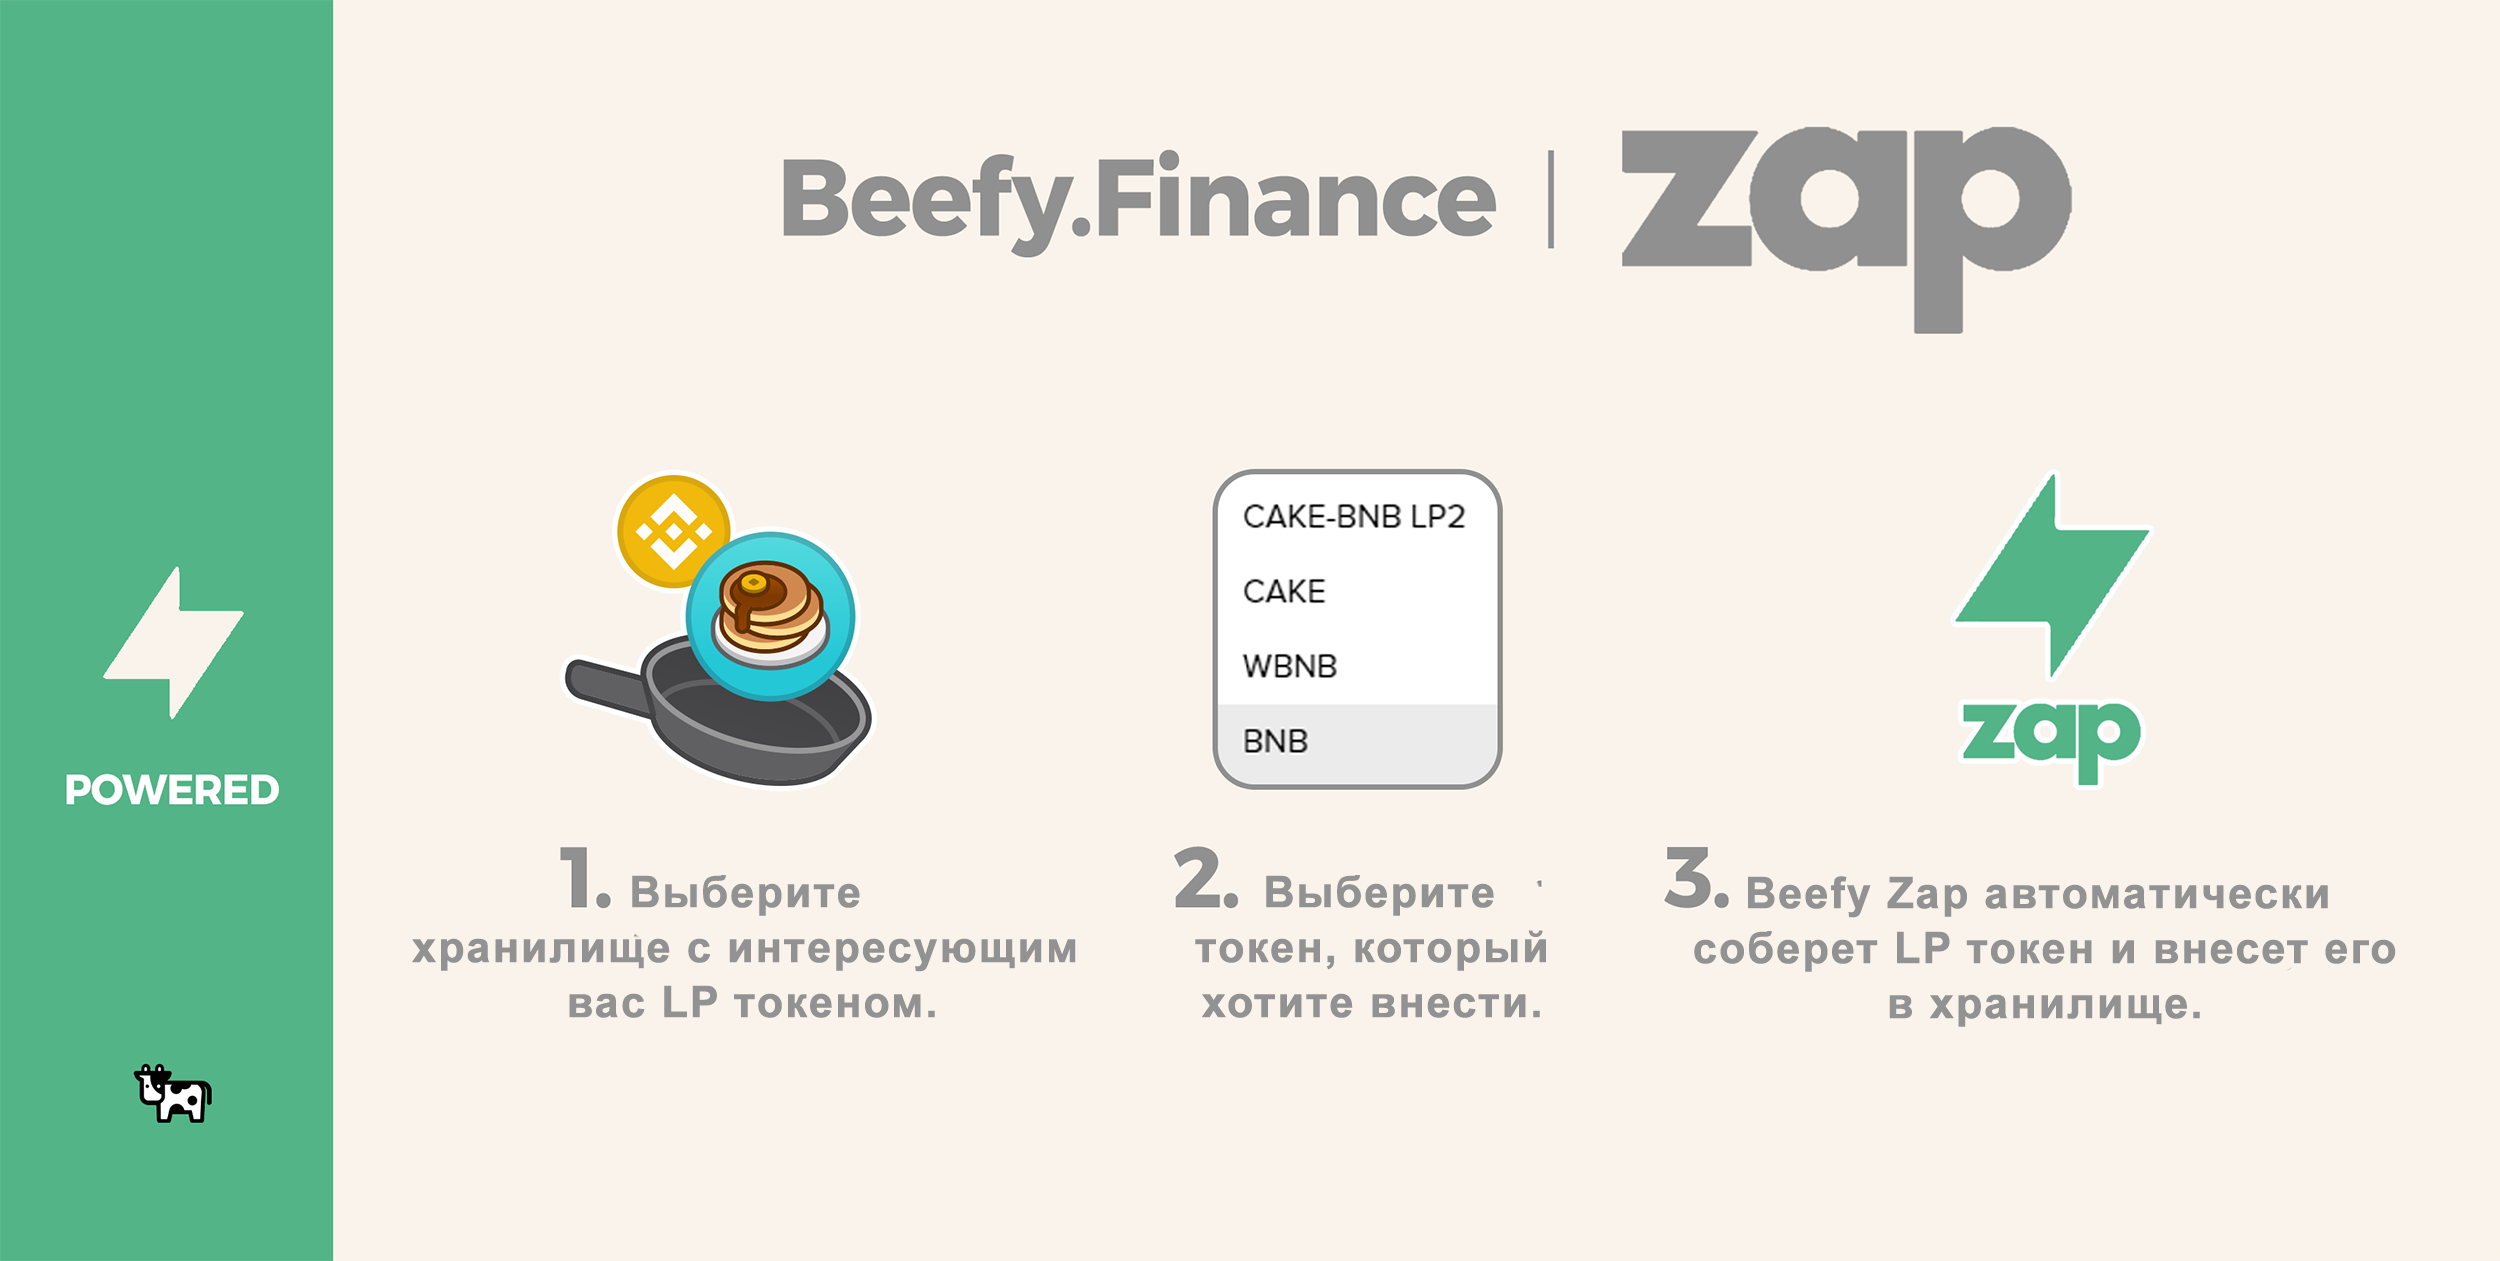 Beefy.Finance | zap
CAKE-BNB LP2
CAKE
WBNB
BNB
zap
POWERED
1. Выберите
хранилище с интересующим
вас LP токеном.
2. Выберите
токен, который
хотите внести.
3. Beefy Zap автоматически
соберет LP токен и внесет его
в хранилище.